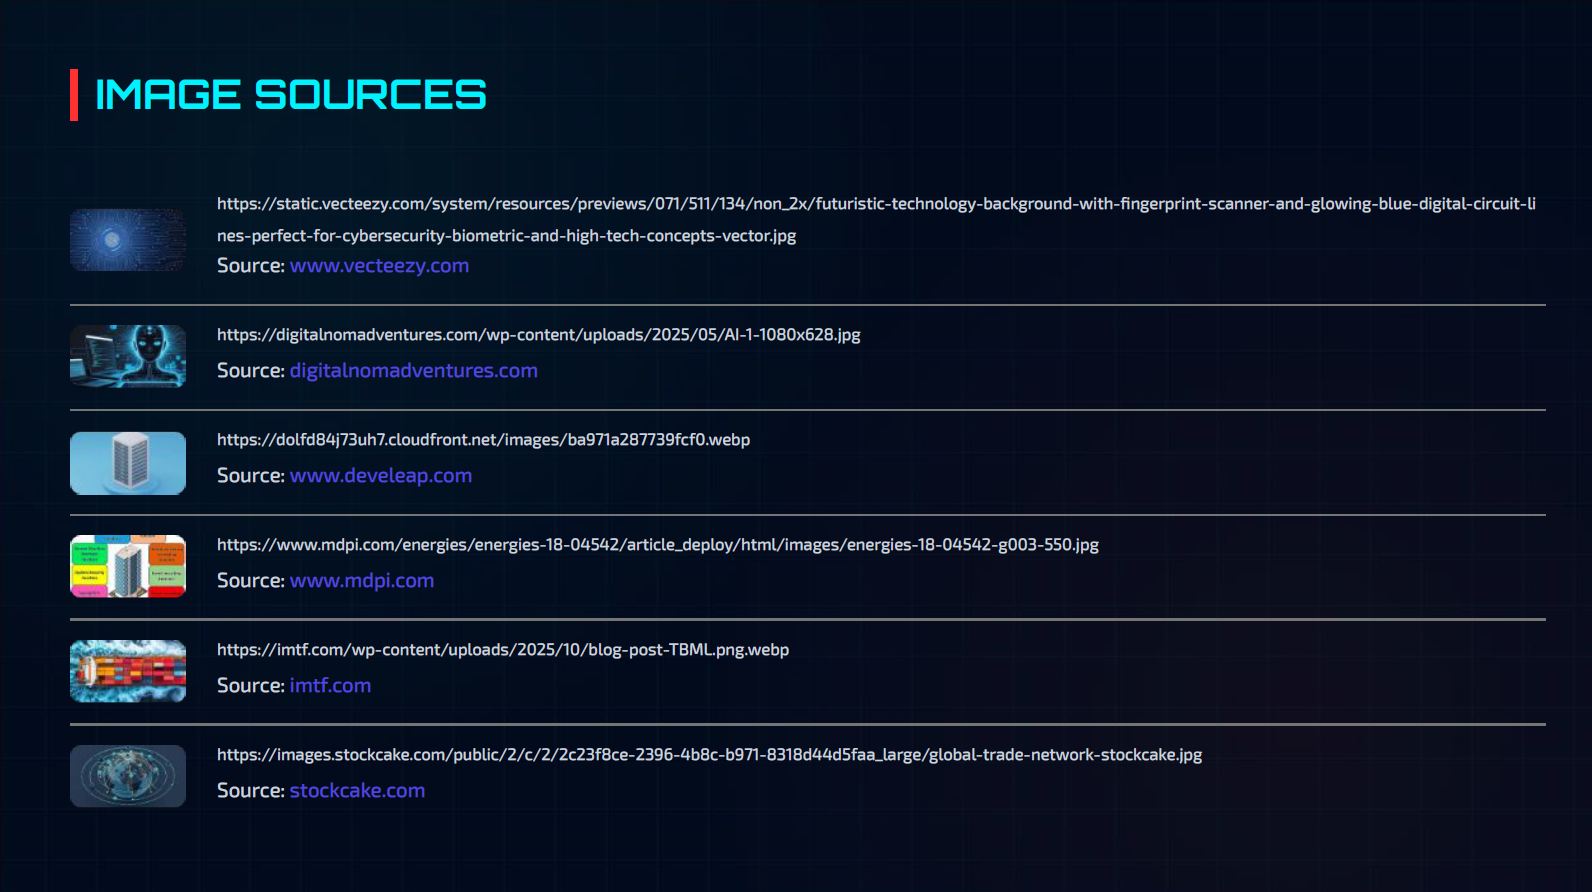 IMAGE SOURCES
https://static.vecteezy.com/system/resources/previews/071/511/134/non_2x/futuristic-technology-background-with-fingerprint-scanner-and-glowing-blue-digital-circuit-li
nes-perfect-for-cybersecurity-biometric-and-high-tech-concepts-vector.jpg
Source: www.vecteezy.com
https://digitalnomadventures.com/wp-content/uploads/2025/05/AI-1-1080x628.jpg
Source: digitalnomadventures.com
https://dolfd84j73uh7.cloudfront.net/images/ba971a287739fcf0.webp
Source: www.develeap.com
https://www.mdpi.com/energies/energies-18-04542/article_deploy/html/images/energies-18-04542-g003-550.jpg
Source: www.mdpi.com
https://imtf.com/wp-content/uploads/2025/10/blog-post-TBML.png.webp
Source: imtf.com
https://images.stockcake.com/public/2/c/2/2c23f8ce-2396-4b8c-b971-8318d44d5faa_large/global-trade-network-stockcake.jpg
Source: stockcake.com